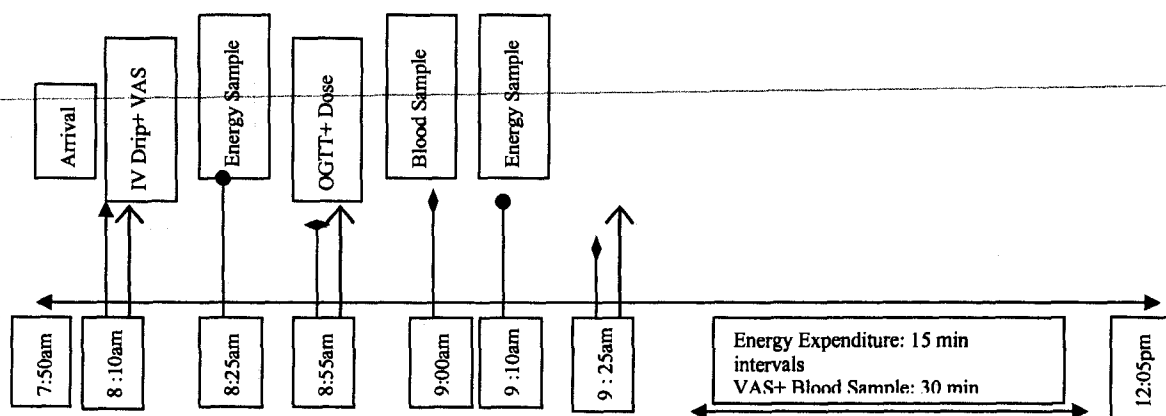 Arrival
IV Drip+ VAS
Energy Sample
OGTT+ Dose
Blood Sample
Energy Sample
7:50am
8 :10am
8:25am
8:55am
9:00am
9 :10am
9 : 25am
Energy Expenditure: 15 min
intervals
VAS+ Blood Sample: 30 min
12:05pm